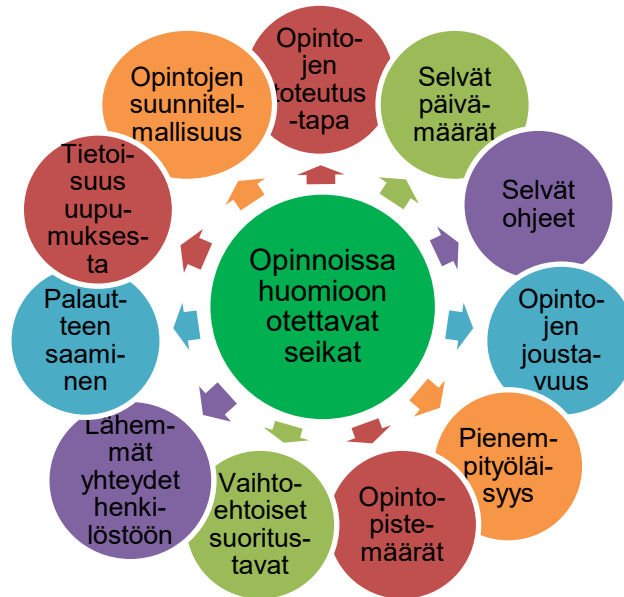 Opinto-
jen
toteutus
-tapa
Selvät
päivä-
määrät
Selvät
ohjeet
Opinto-
jen
jousta-
vuus
Pienem-
pityöläi-
syys
Opinto-
piste-
määrät
Vaihto-
ehtoiset
suoritus-
tavat
Lähem-
mät
yhteydet
henki-
löstöön
Palaut-
teen
saami-
nen
Tietoi-
suus
uupu-
mukses-
ta
Opintojen
suunnitel-
mallisuus
Opinnoissa
huomioon
otettavat
seikat